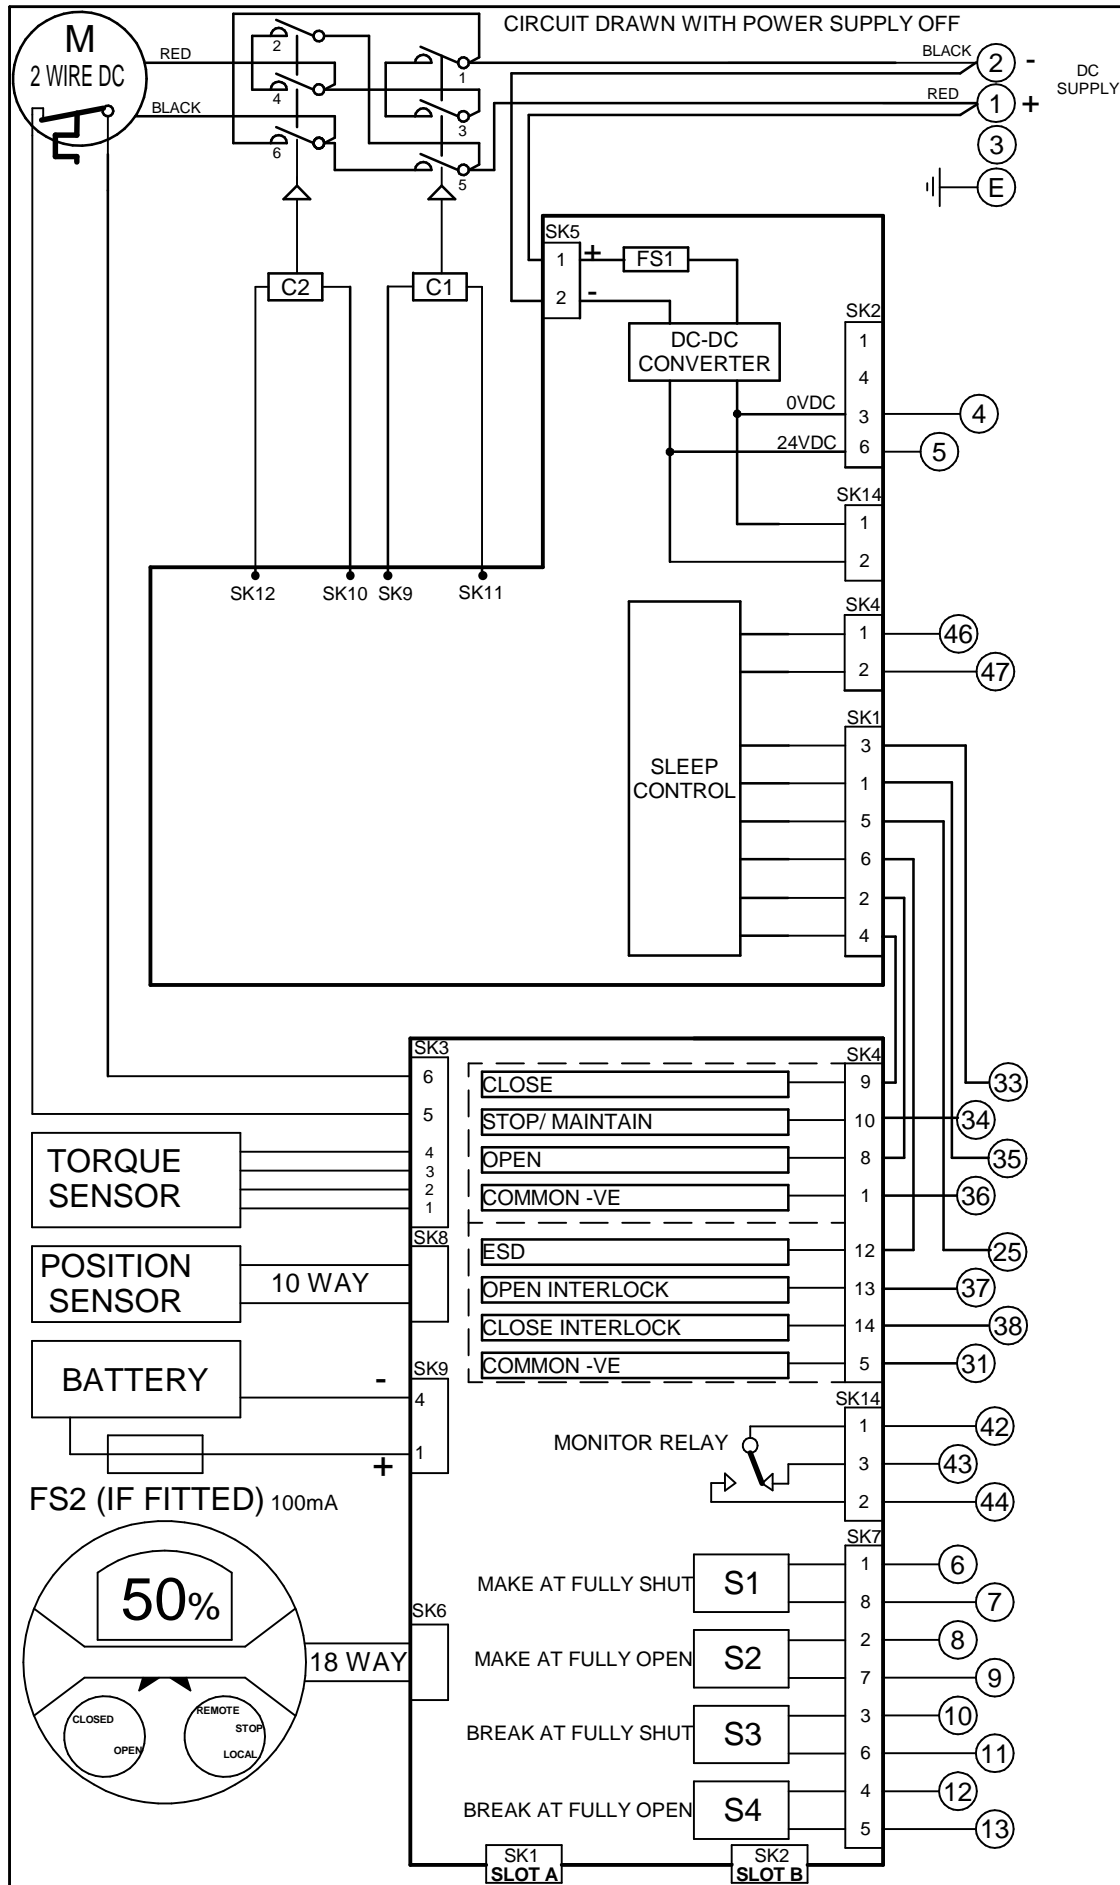 CIRCUIT DRAWN WITH POWER SUPPLY OFF
M
2 WIRE DC
RED
BLACK
2
4
6
1
3
5
BLACK
2 -
RED
1 +
3
E
DC
SUPPLY
C2
C1
SK12
SK10
SK9
SK11
SK5
1 +
2 -
FS1
DC-DC
CONVERTER
0VDC
24VDC
SK2
1
4
3
6
4
5
SK14
1
2
SLEEP
CONTROL
SK4
1
2
46
47
SK1
3
1
5
6
2
4
SK3
6
5
4
3
2
1
TORQUE
SENSOR
POSITION
SENSOR
10 WAY
SK8
BATTERY
-
+
SK9
4
1
FS2 (IF FITTED) 100mA
50%
CLOSED
OPEN
REMOTE
STOP
LOCAL
18 WAY
SK6
SK4
CLOSE 9 33
STOP/ MAINTAIN 10 34
OPEN 8 35
COMMON -VE 1 36
ESD 12 25
OPEN INTERLOCK 13 37
CLOSE INTERLOCK 14 38
COMMON -VE 5 31
SK14
MONITOR RELAY
1 42
3 43
2 44
SK7
MAKE AT FULLY SHUT S1
1 6
8 7
MAKE AT FULLY OPEN S2
2 8
7 9
BREAK AT FULLY SHUT S3
3 10
6 11
BREAK AT FULLY OPEN S4
4 12
5 13
SK1
SLOT A
SK2
SLOT B